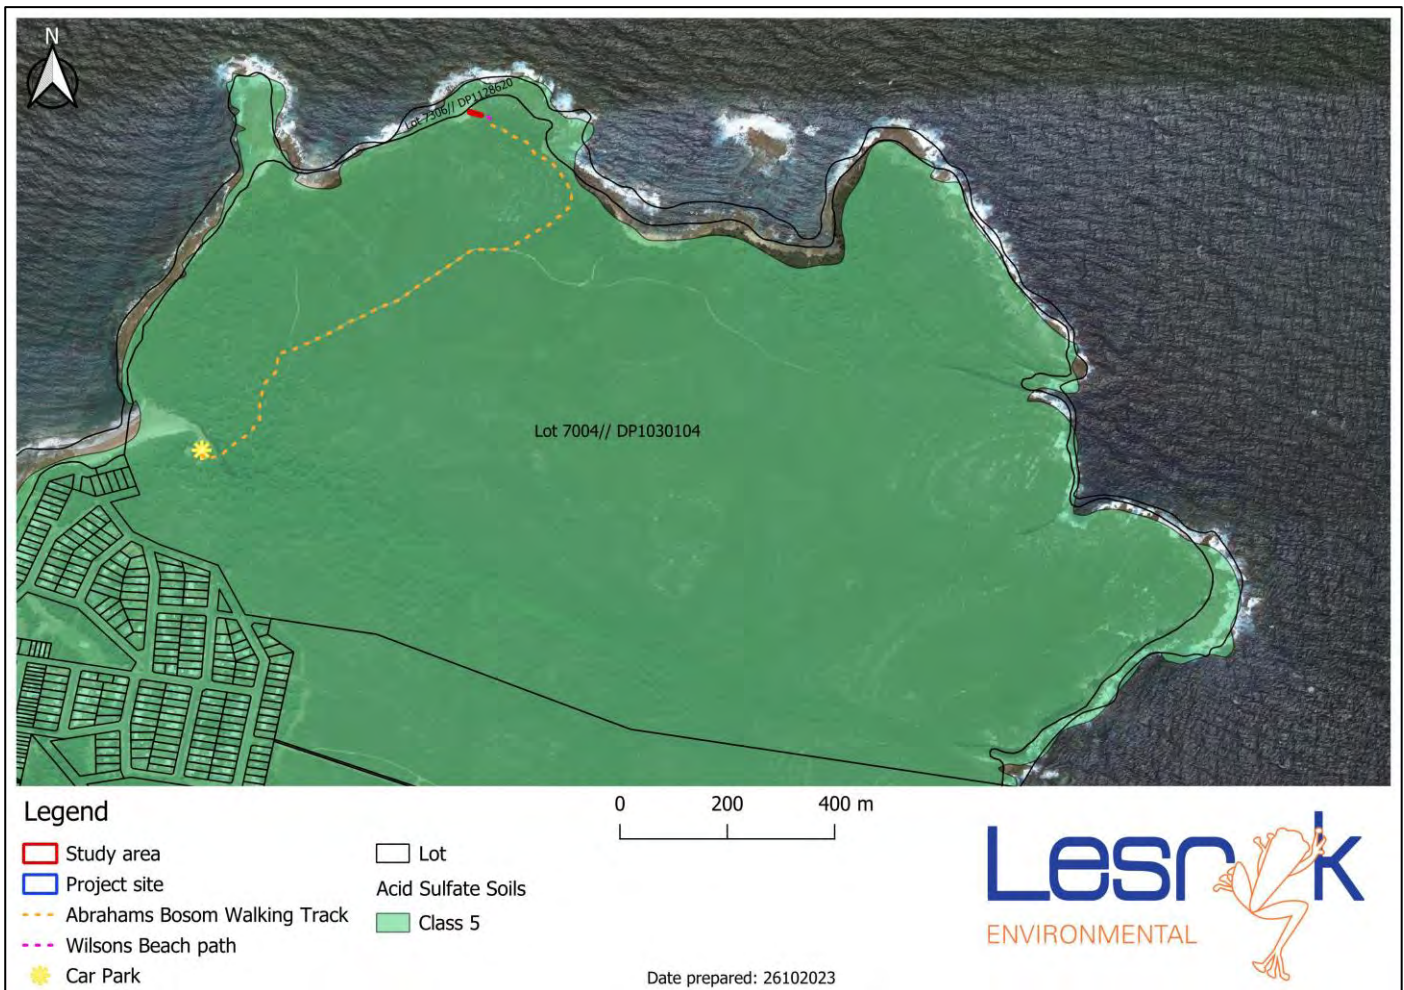 N
Lot 7306// DP1128620
Lot 7004// DP1030104
Legend
Study area
Project site
Abrahams Bosom Walking Track
Wilsons Beach path
Car Park
Lot
Acid Sulfate Soils
Class 5
0 200 400 m
Date prepared: 26102023
Lesryk
ENVIRONMENTAL